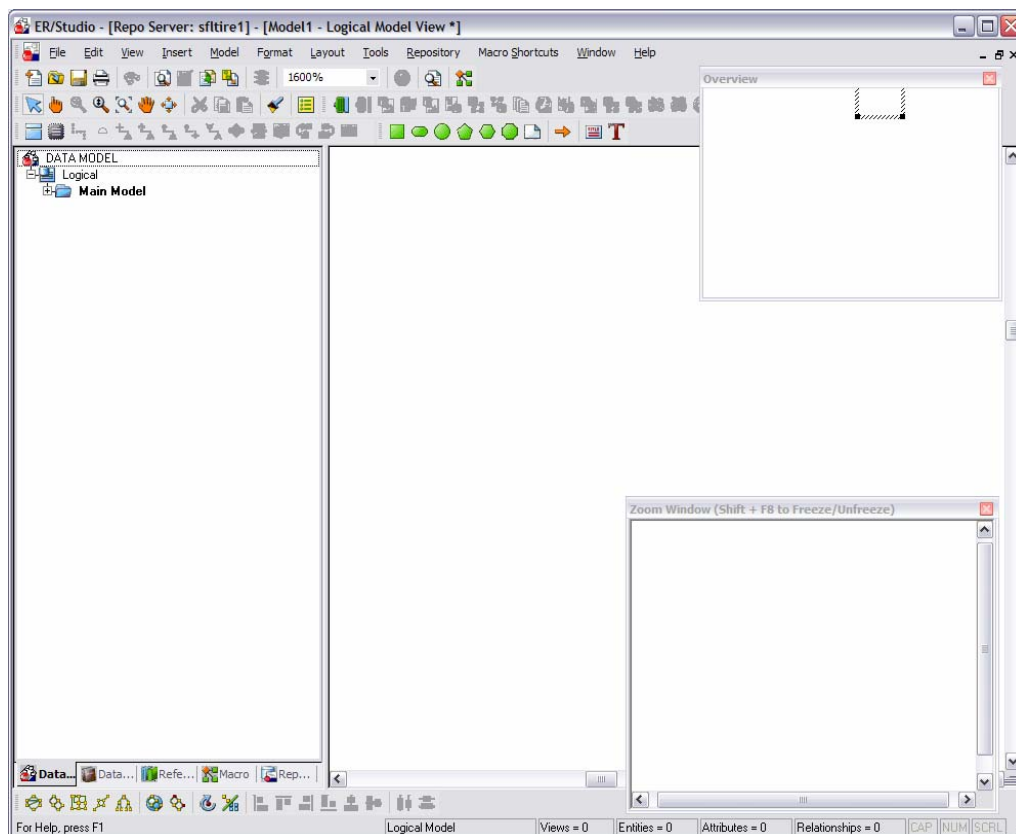 ER/Studio - [Repo Server: sfltire1] - [Model1 - Logical Model View *]
File Edit View Insert Model Format Layout Tools Repository Macro Shortcuts Window Help
1600%
Overview
T
DATA MODEL
Logical
Main Model
Zoom Window (Shift + F8 to Freeze/Unfreeze)
Data... Data... Refe... Macro Rep...
For Help, press F1 Logical Model Views = 0 Entities = 0 Attributes = 0 Relationships = 0 CAP NUM SCRL